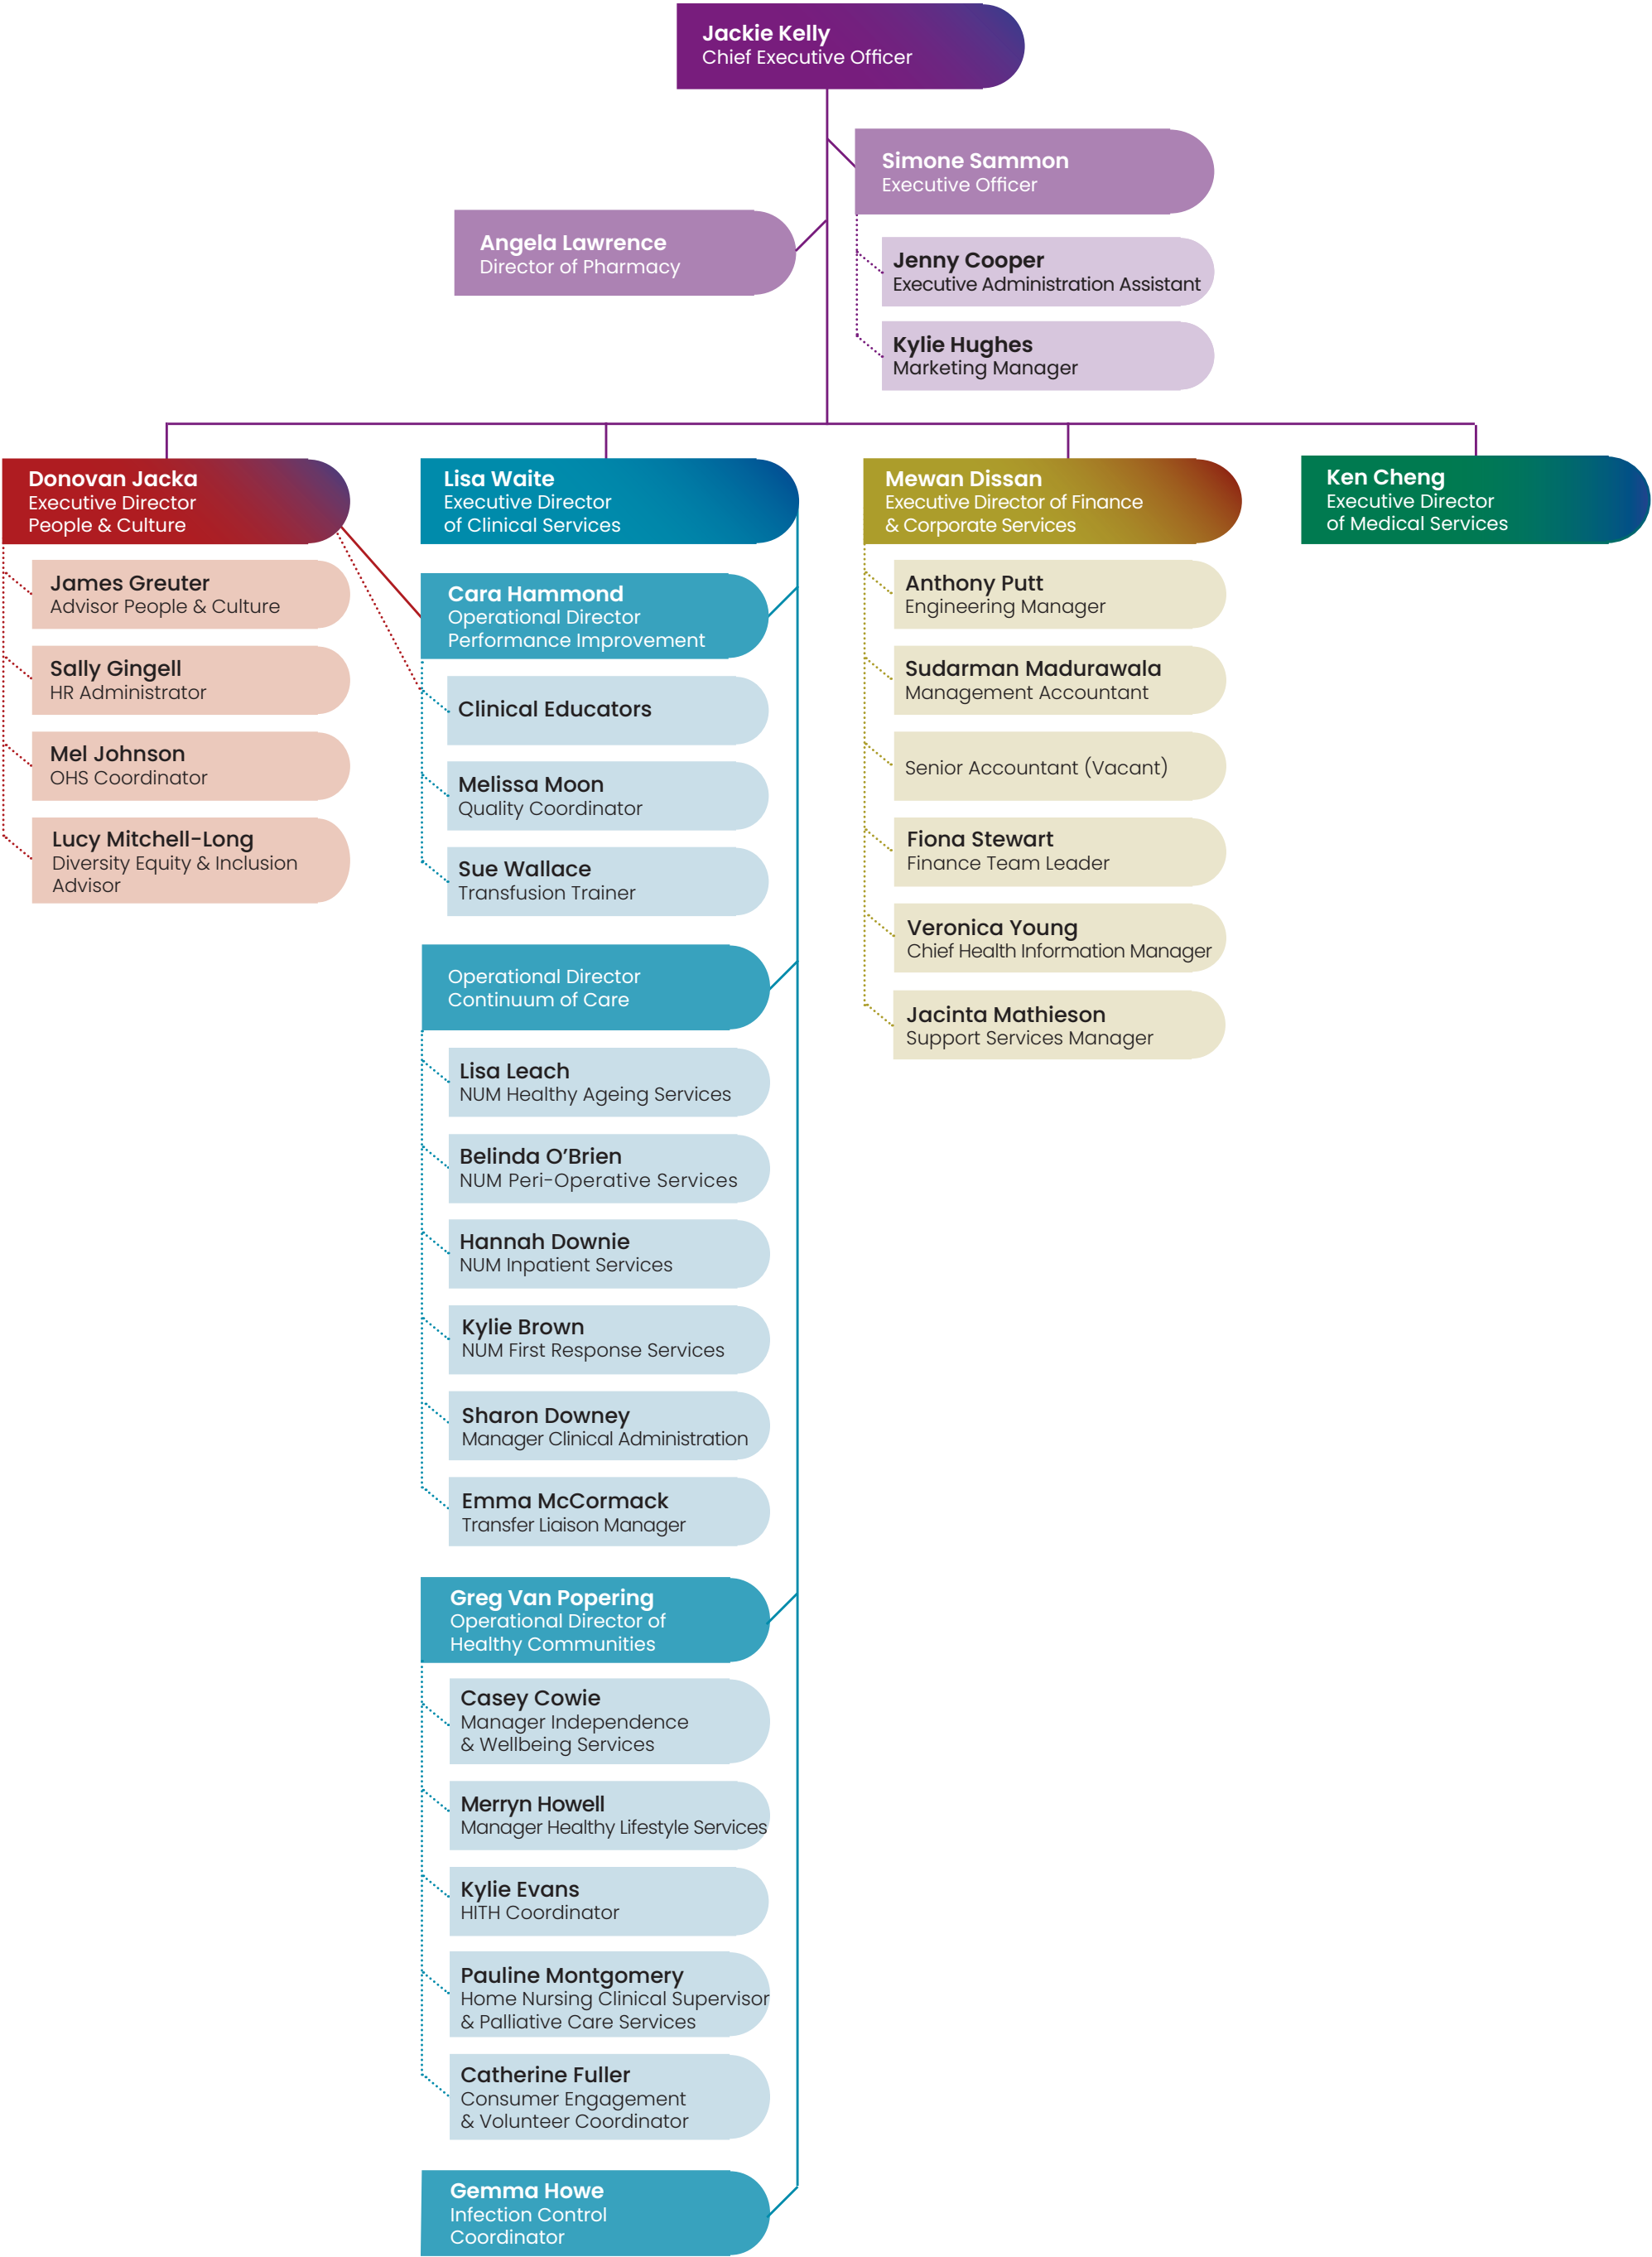 Jackie Kelly
Chief Executive Officer
Simone Sammon
Executive Officer
Angela Lawrence
Director of Pharmacy
Jenny Cooper
Executive Administration Assistant
Kylie Hughes
Marketing Manager
Donovan Jacka
Executive Director
People & Culture
James Greuter
Advisor People & Culture
Sally Gingell
HR Administrator
Mel Johnson
OHS Coordinator
Lucy Mitchell-Long
Diversity Equity & Inclusion
Advisor
Lisa Waite
Executive Director
of Clinical Services
Cara Hammond
Operational Director
Performance Improvement
Clinical Educators
Melissa Moon
Quality Coordinator
Sue Wallace
Transfusion Trainer
Operational Director
Continuum of Care
Lisa Leach
NUM Healthy Ageing Services
Belinda O’Brien
NUM Peri-Operative Services
Hannah Downie
NUM Inpatient Services
Kylie Brown
NUM First Response Services
Sharon Downey
Manager Clinical Administration
Emma McCormack
Transfer Liaison Manager
Greg Van Popering
Operational Director of
Healthy Communities
Casey Cowie
Manager Independence
& Wellbeing Services
Merryn Howell
Manager Healthy Lifestyle Services
Kylie Evans
HITH Coordinator
Pauline Montgomery
Home Nursing Clinical Supervisor
& Palliative Care Services
Catherine Fuller
Consumer Engagement
& Volunteer Coordinator
Gemma Howe
Infection Control
Coordinator
Mewan Dissan
Executive Director of Finance
& Corporate Services
Anthony Putt
Engineering Manager
Sudarman Madurawala
Management Accountant
Senior Accountant (Vacant)
Fiona Stewart
Finance Team Leader
Veronica Young
Chief Health Information Manager
Jacinta Mathieson
Support Services Manager
Ken Cheng
Executive Director
of Medical Services